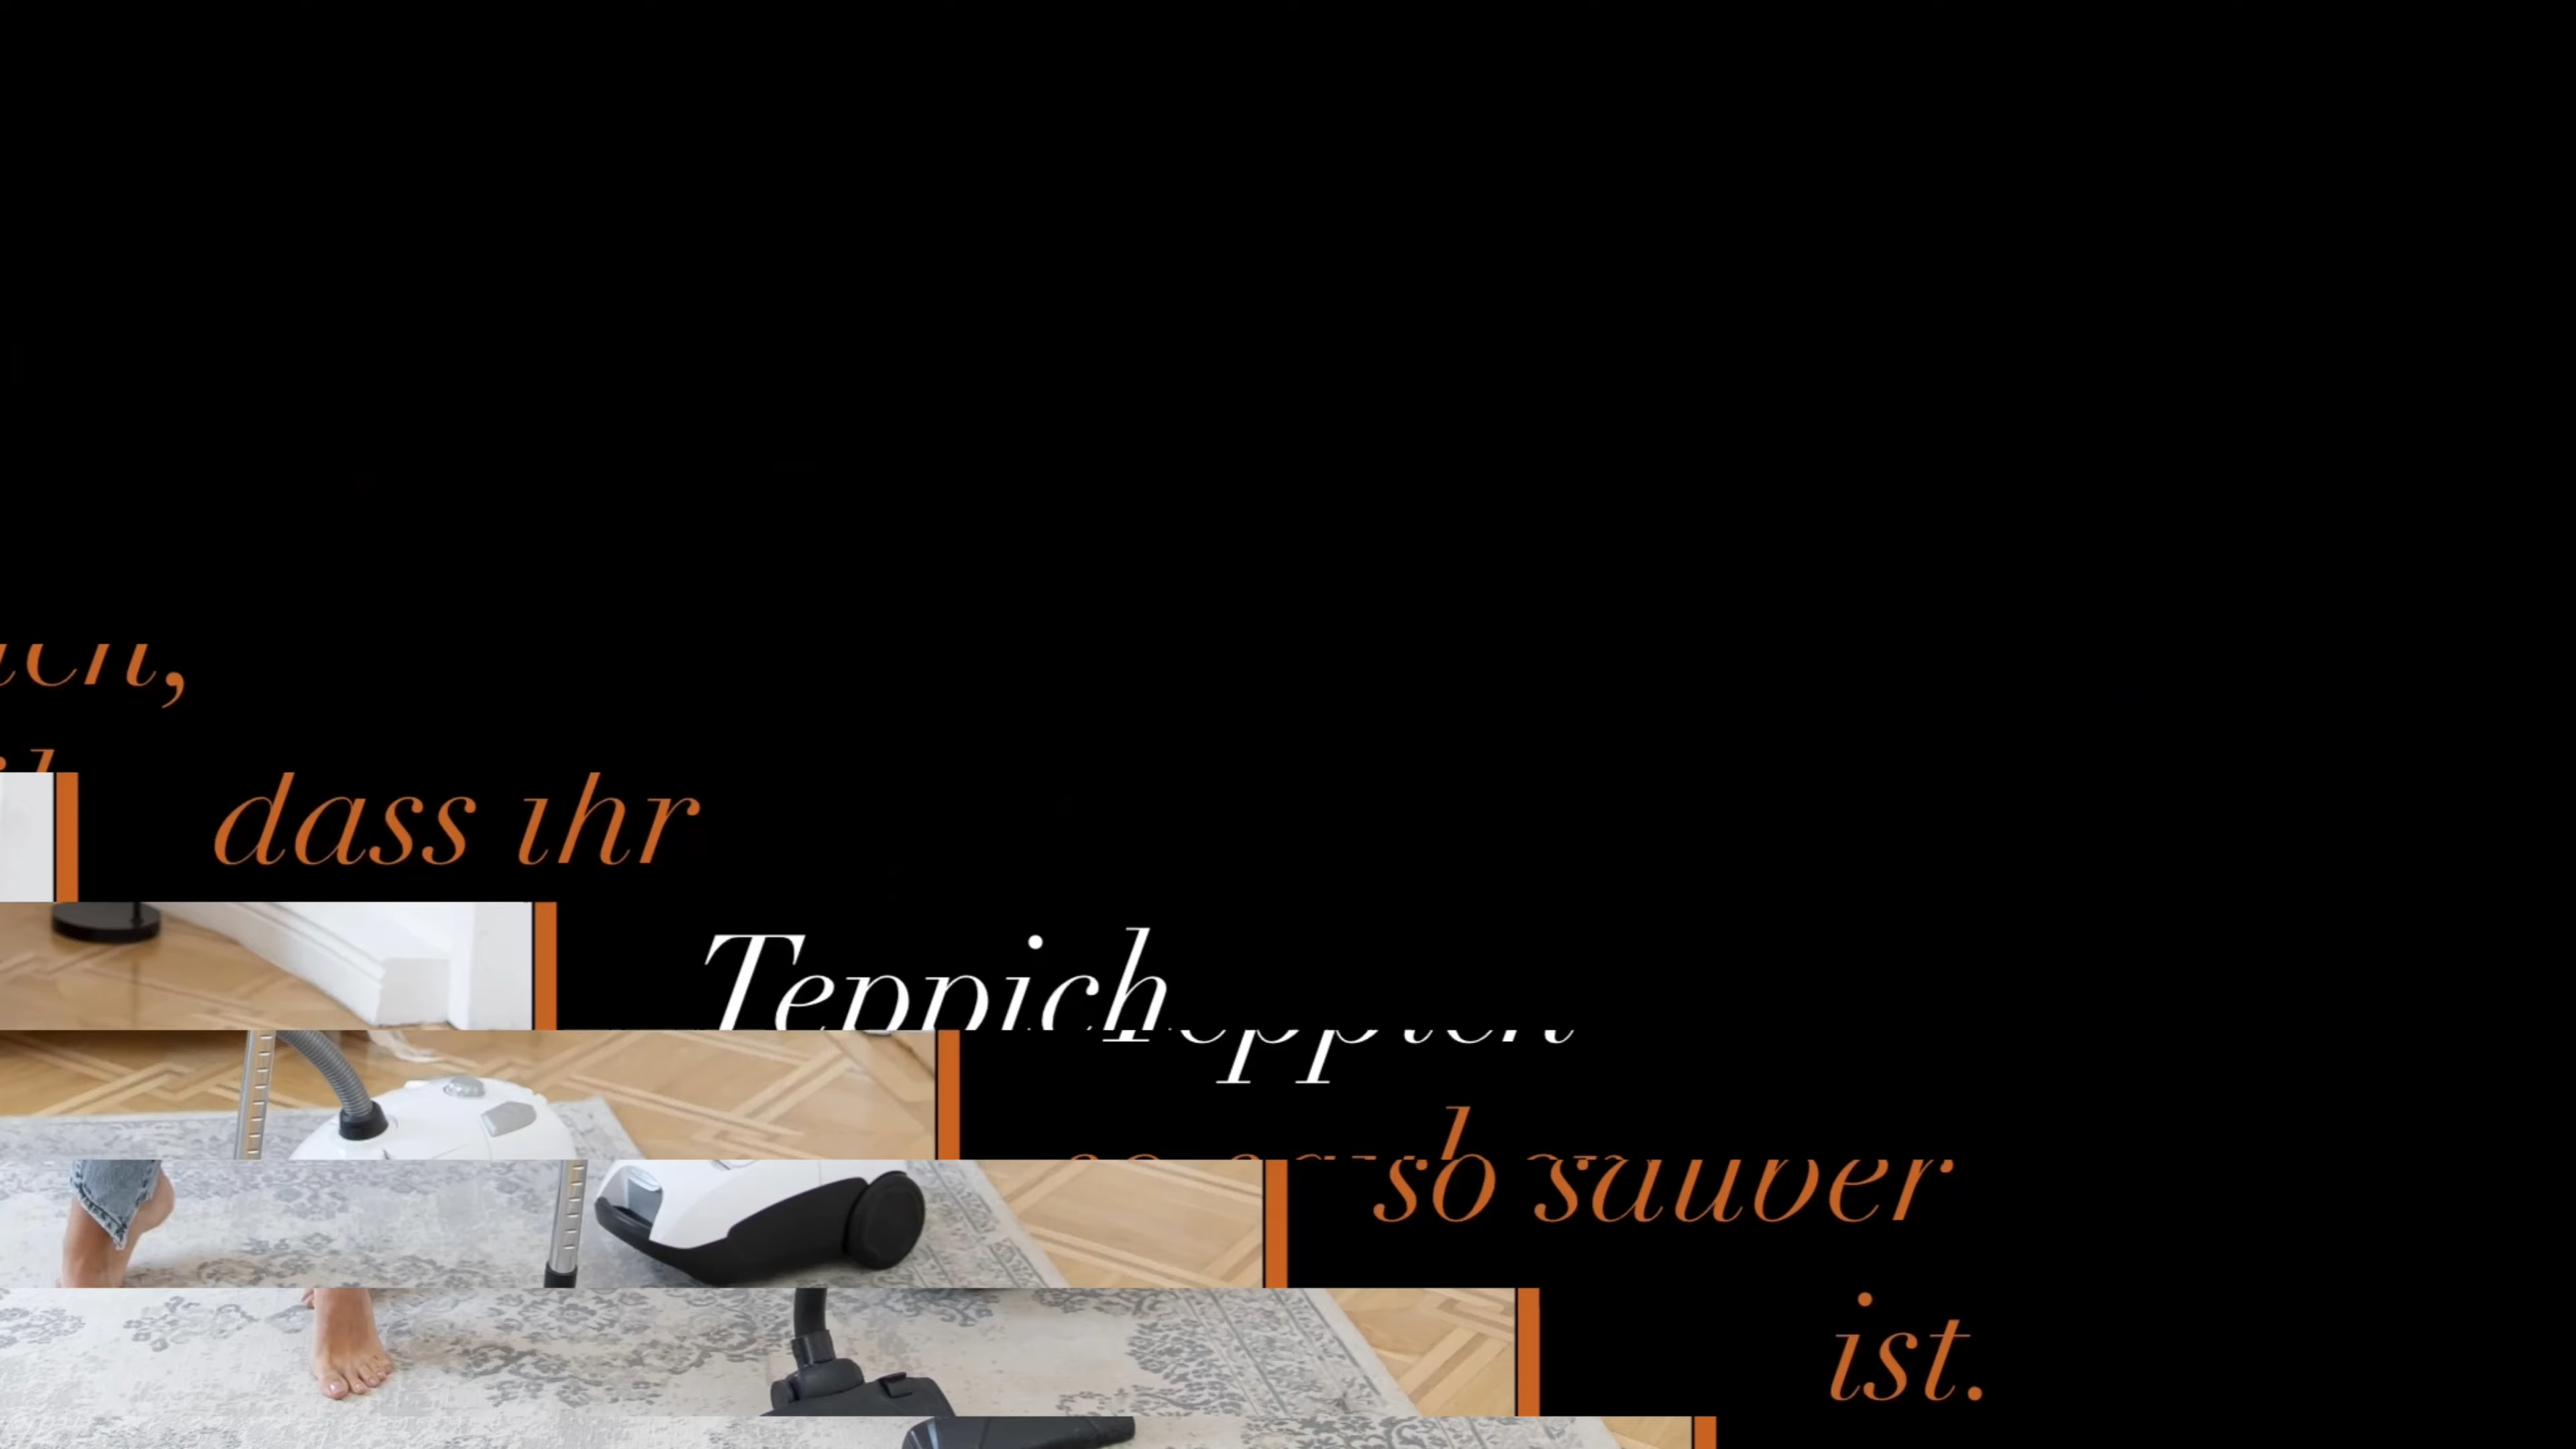 dass ihr
Teppich
so sauber
ist.